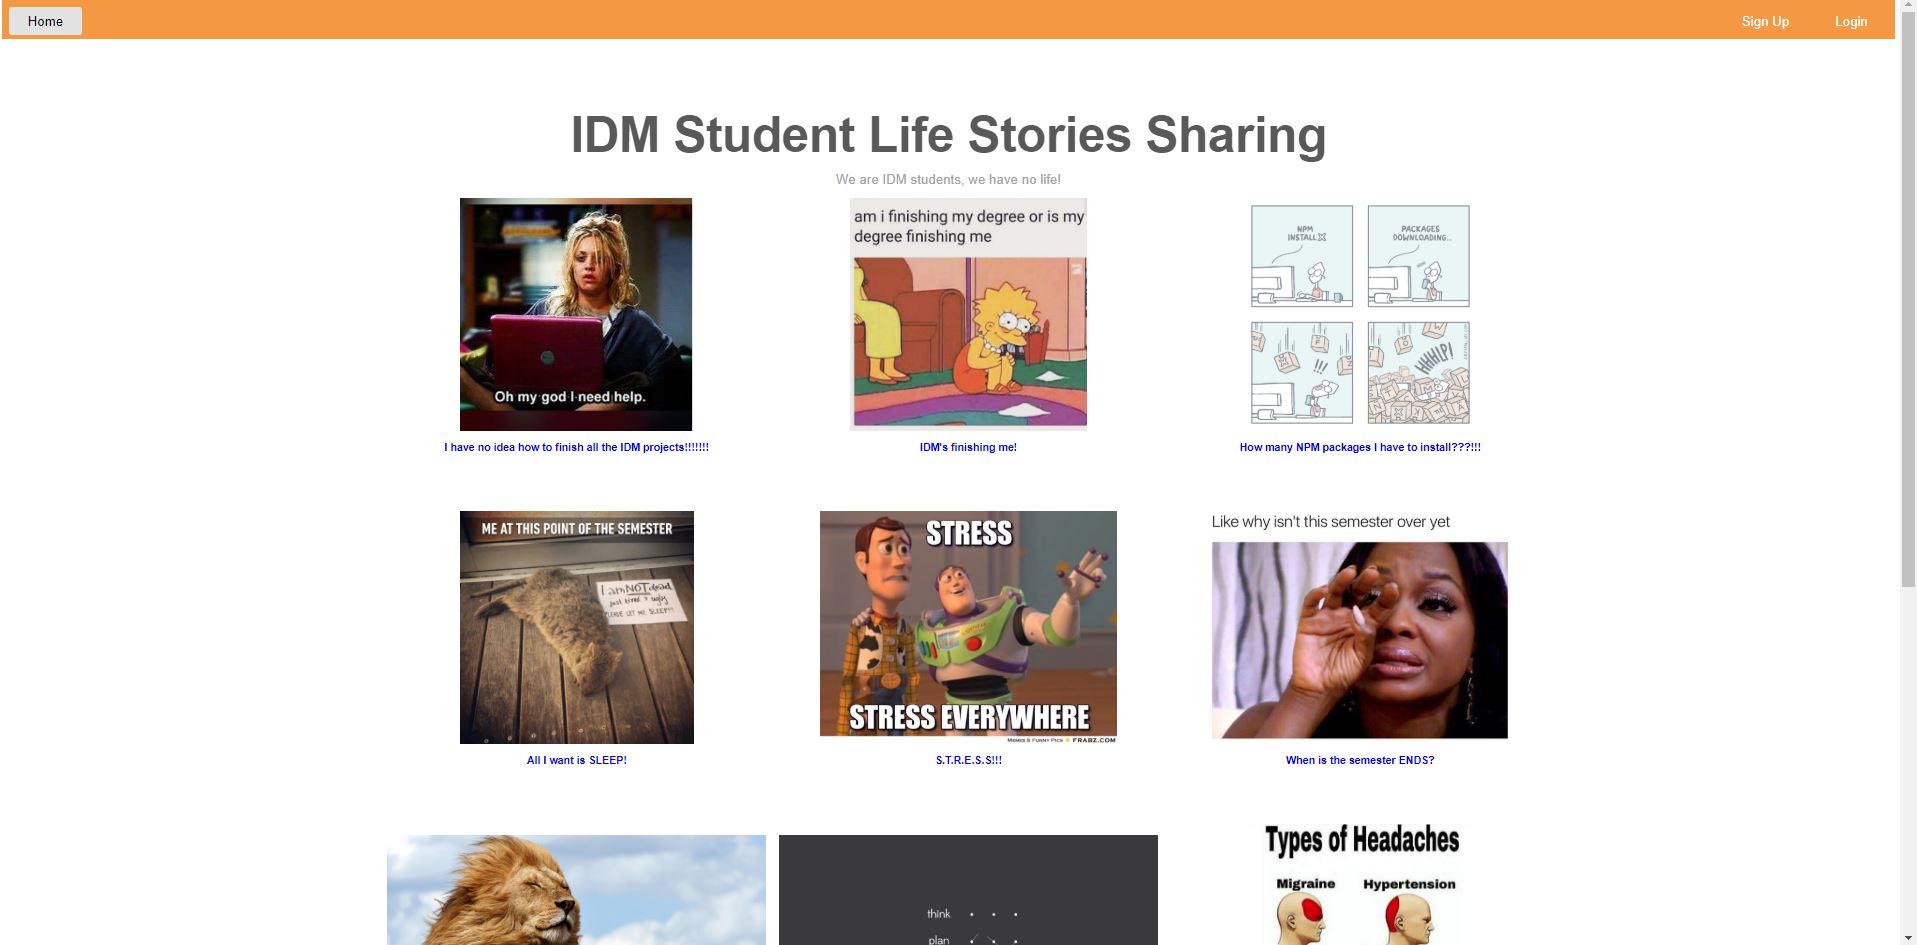 Home
Sign Up
Login
IDM Student Life Stories Sharing
We are IDM students, we have no life!
Oh my god I need help.
I have no idea how to finish all the IDM projects!!!!!!!
am i finishing my degree or is my
degree finishing me
IDM's finishing me!
NPM
INSTALL X
PACKAGES
DOWNLOADING...
!!!
HHHHLP!
How many NPM packages I have to install???!!!
ME AT THIS POINT OF THE SEMESTER
I am NOT dead
just tired & ugly
PLEASE LET ME SLEEP!!!
All I want is SLEEP!
STRESS
STRESS EVERYWHERE
MEMES & FUNNY PICS FRABZ.COM
S.T.R.E.S.S!!!
Like why isn't this semester over yet
When is the semester ENDS?
think
plan
Types of Headaches
Migraine
Hypertension